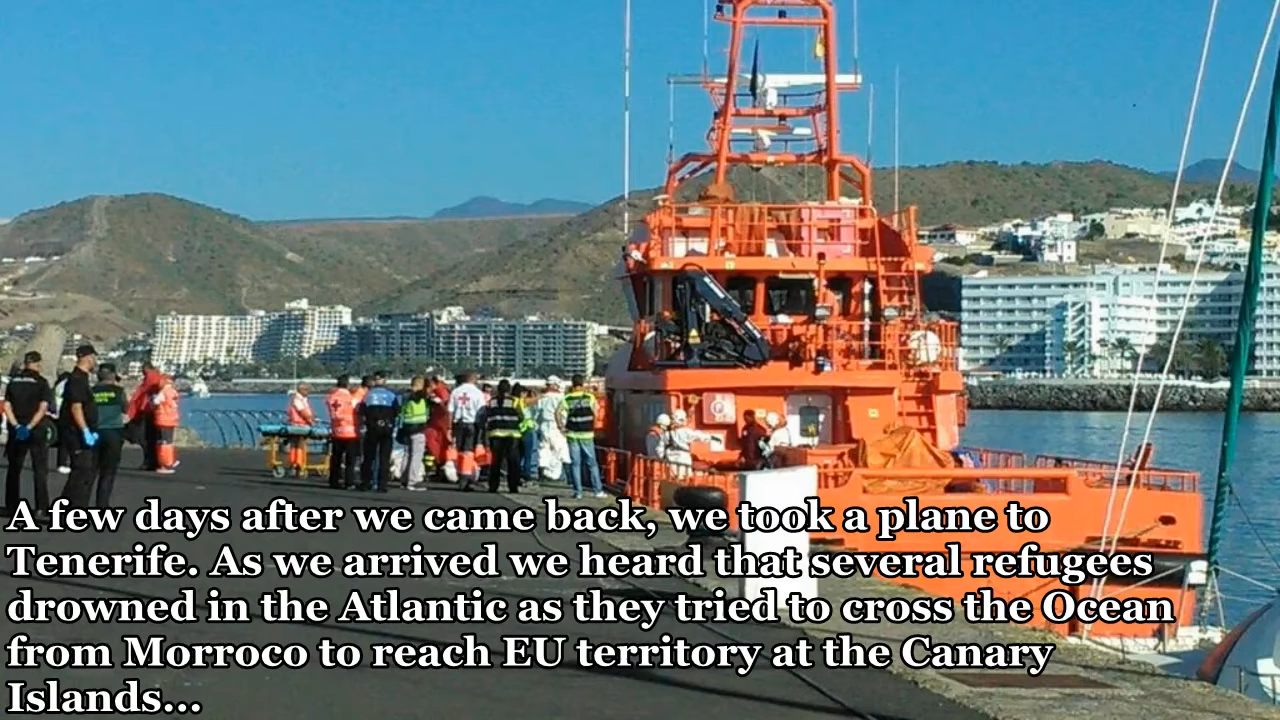 A few days after we came back, we took a plane to
Tenerife. As we arrived we heard that several refugees
drowned in the Atlantic as they tried to cross the Ocean
from Morroco to reach EU territory at the Canary
Islands...